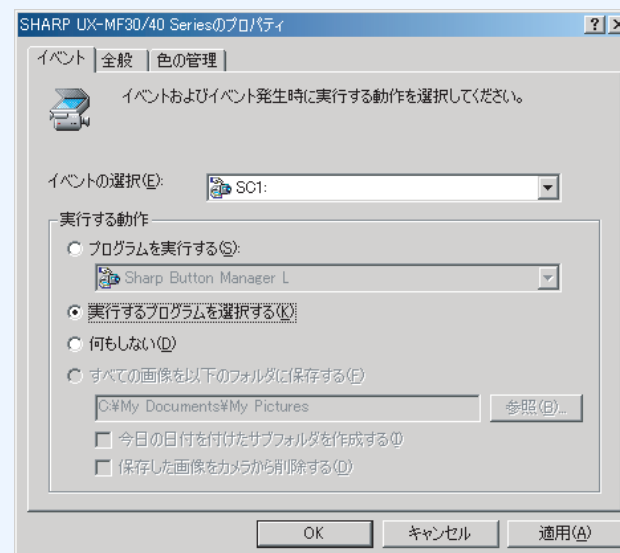 SHARP UX-MF30/40 Seriesのプロパティ
イベント 全般 色の管理
イベントおよびイベント発生時に実行する動作を選択してください。
イベントの選択(E): SC1:
実行する動作
プログラムを実行する(S):
Sharp Button Manager L
実行するプログラムを選択する(K)
何もしない(D)
すべての画像を以下のフォルダに保存する(F)
C:¥My Documents¥My Pictures 参照(B)...
今日の日付を付けたサブフォルダを作成する(I)
保存した画像をカメラから削除する(D)
OK キャンセル 適用(A)